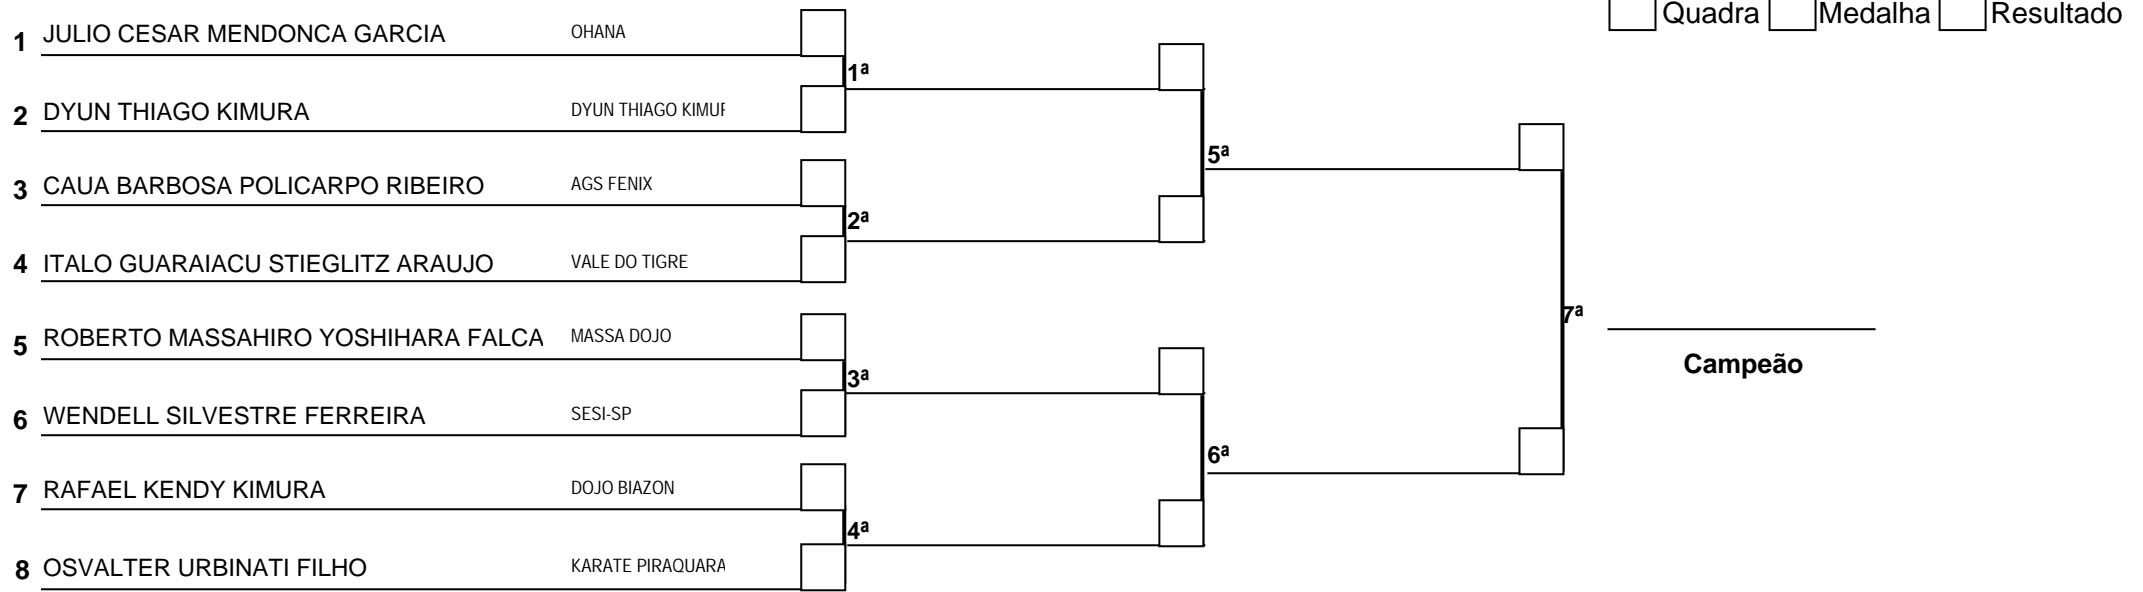 Quadra Medalha Resultado
1 JULIO CESAR MENDONCA GARCIA OHANA
1ª
2 DYUN THIAGO KIMURA DYUN THIAGO KIMUR
5ª
3 CAUA BARBOSA POLICARPO RIBEIRO AGS FENIX
2ª
4 ITALO GUARAIACU STIEGLITZ ARAUJO VALE DO TIGRE
7ª
5 ROBERTO MASSAHIRO YOSHIHARA FALCA MASSA DOJO
Campeão
3ª
6 WENDELL SILVESTRE FERREIRA SESI-SP
6ª
7 RAFAEL KENDY KIMURA DOJO BIAZON
4ª
8 OSVALTER URBINATI FILHO KARATE PIRAQUARA